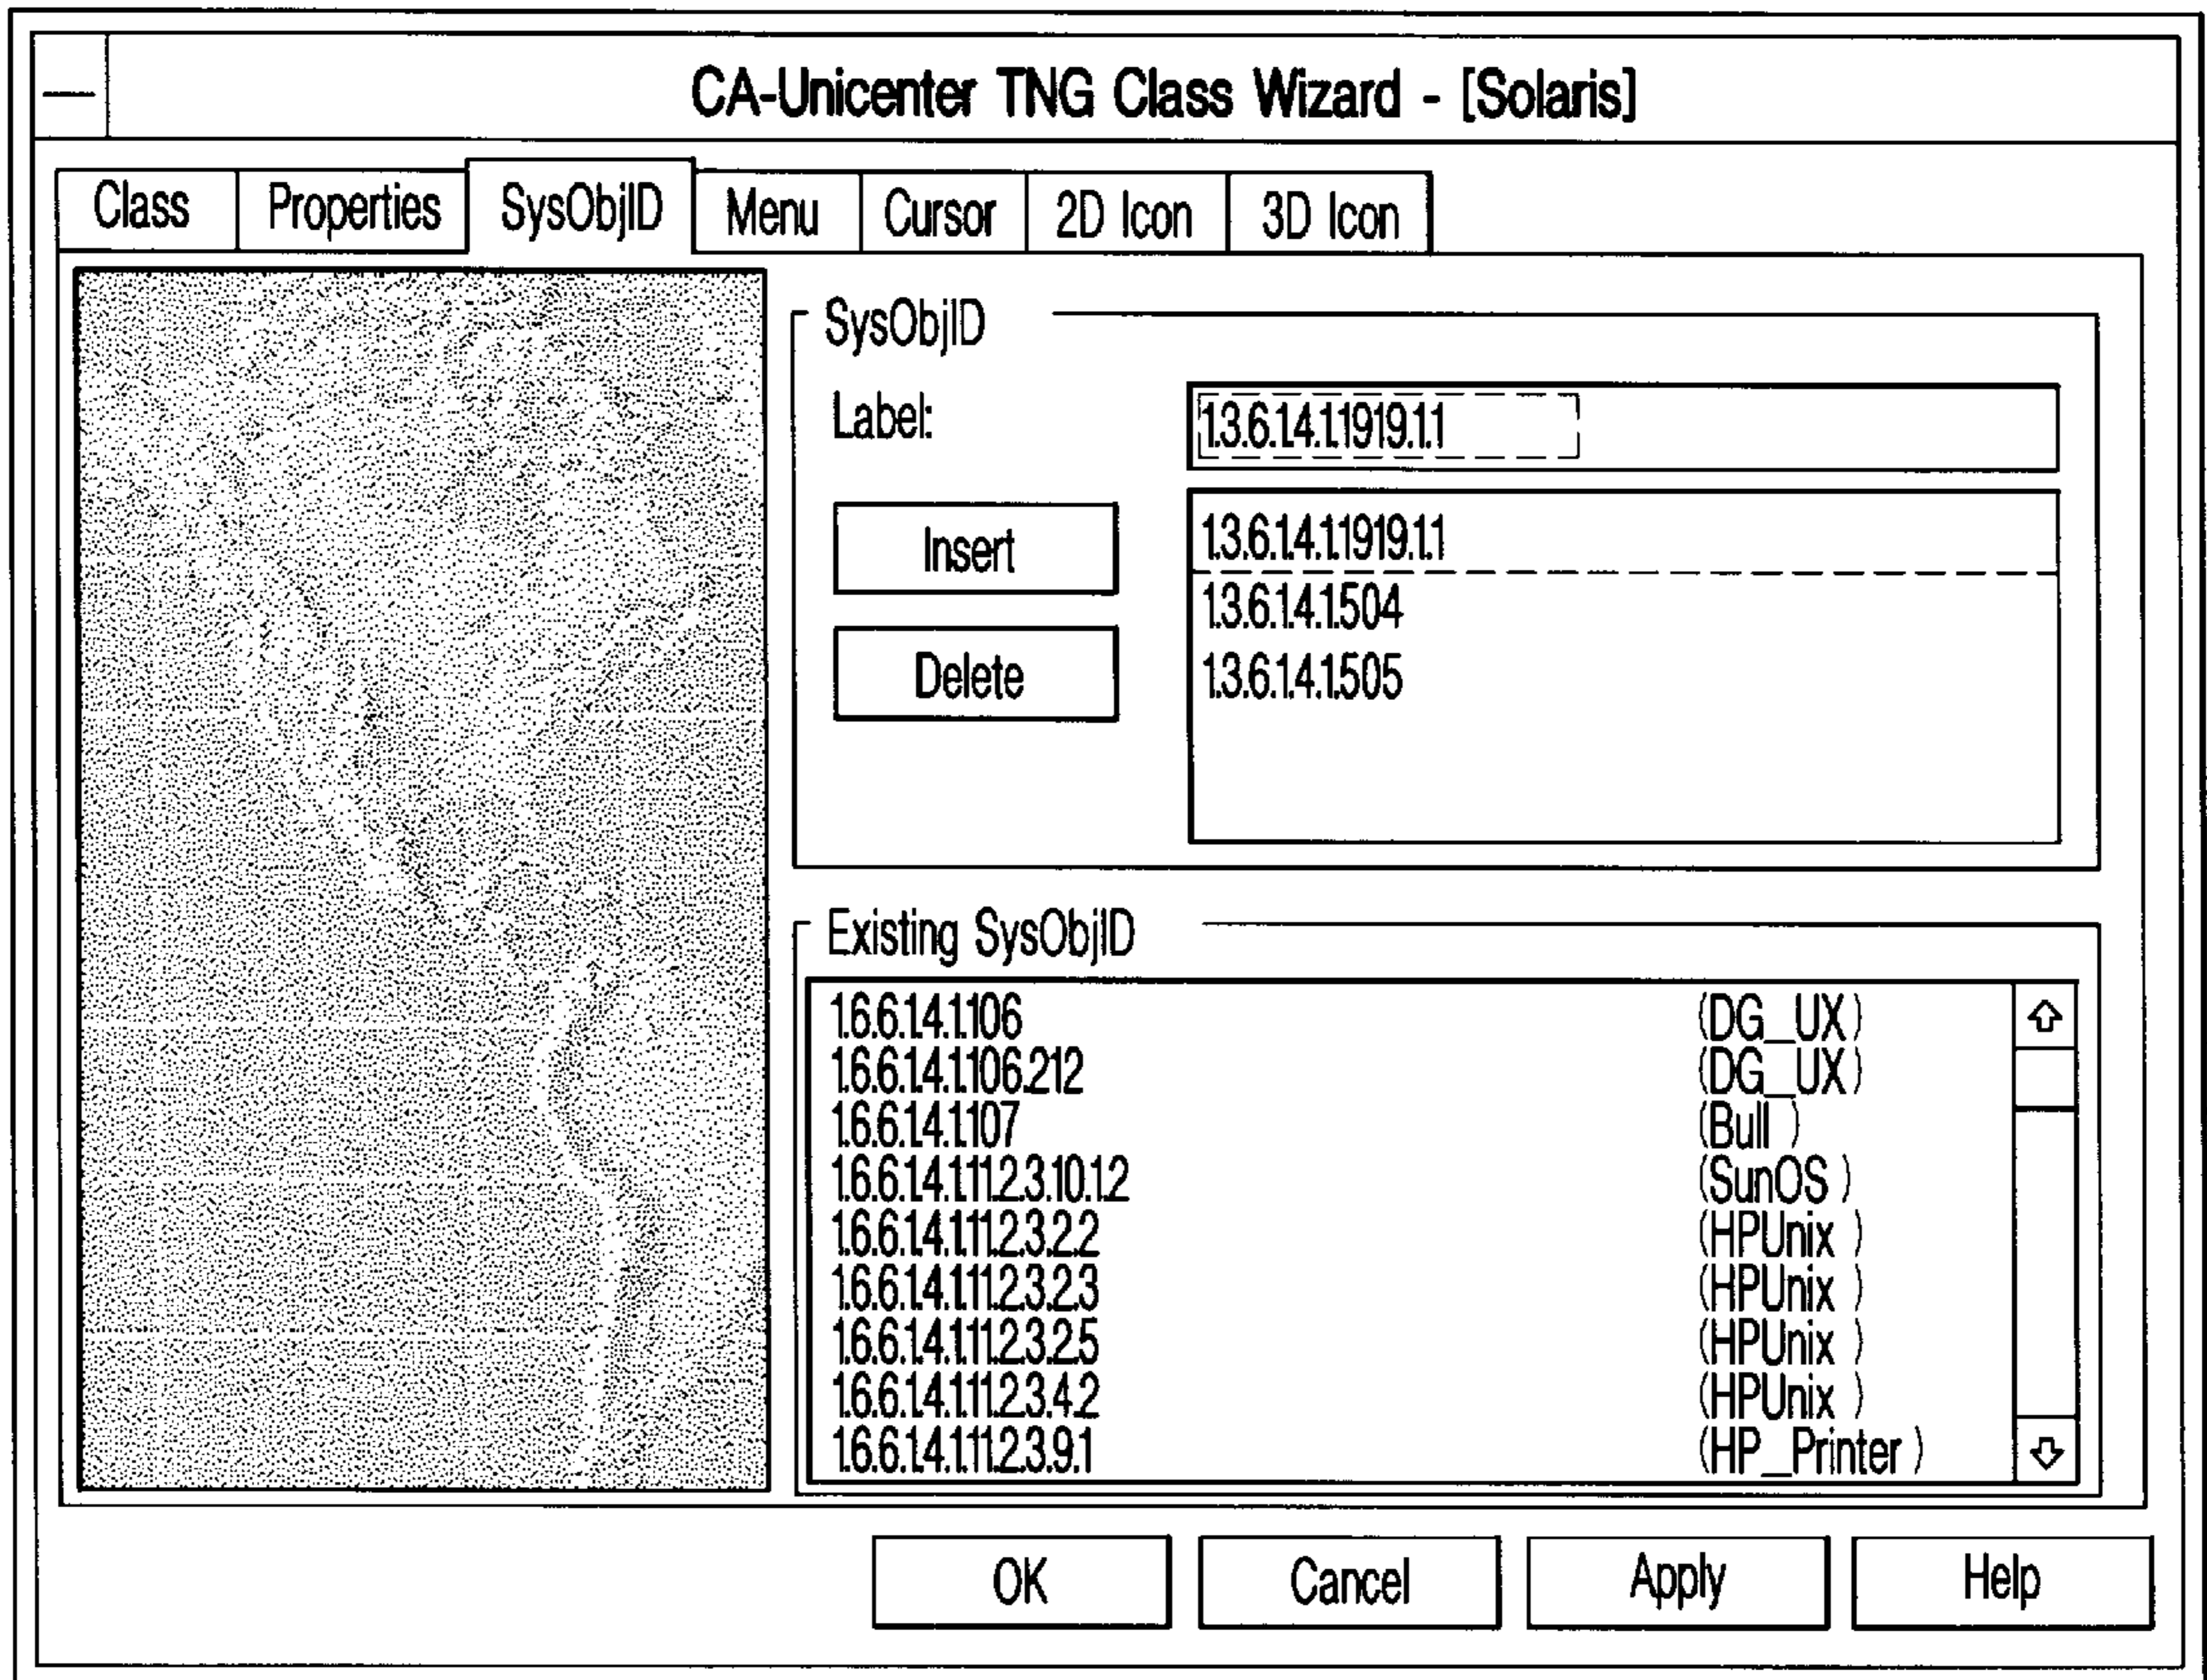 CA-Unicenter TNG Class Wizard - [Solaris]
Class Properties SysObjID Menu Cursor 2D Icon 3D Icon
SysObjID
Label: 1.3.6.1.4.1.1919.1.1
Insert
Delete
1.3.6.1.4.1.1919.1.1
1.3.6.1.4.1.504
1.3.6.1.4.1.505
Existing SysObjID
1.6.6.1.4.1.106 (DG_UX)
1.6.6.1.4.1.106.212 (DG_UX)
1.6.6.1.4.1.107 (Bull )
1.6.6.1.4.1.11.2.3.10.1.2 (SunOS )
1.6.6.1.4.1.11.2.3.2.2 (HPUnix )
1.6.6.1.4.1.11.2.3.2.3 (HPUnix )
1.6.6.1.4.1.11.2.3.2.5 (HPUnix )
1.6.6.1.4.1.11.2.3.4.2 (HPUnix )
1.6.6.1.4.1.11.2.3.9.1 (HP_Printer )
OK Cancel Apply Help